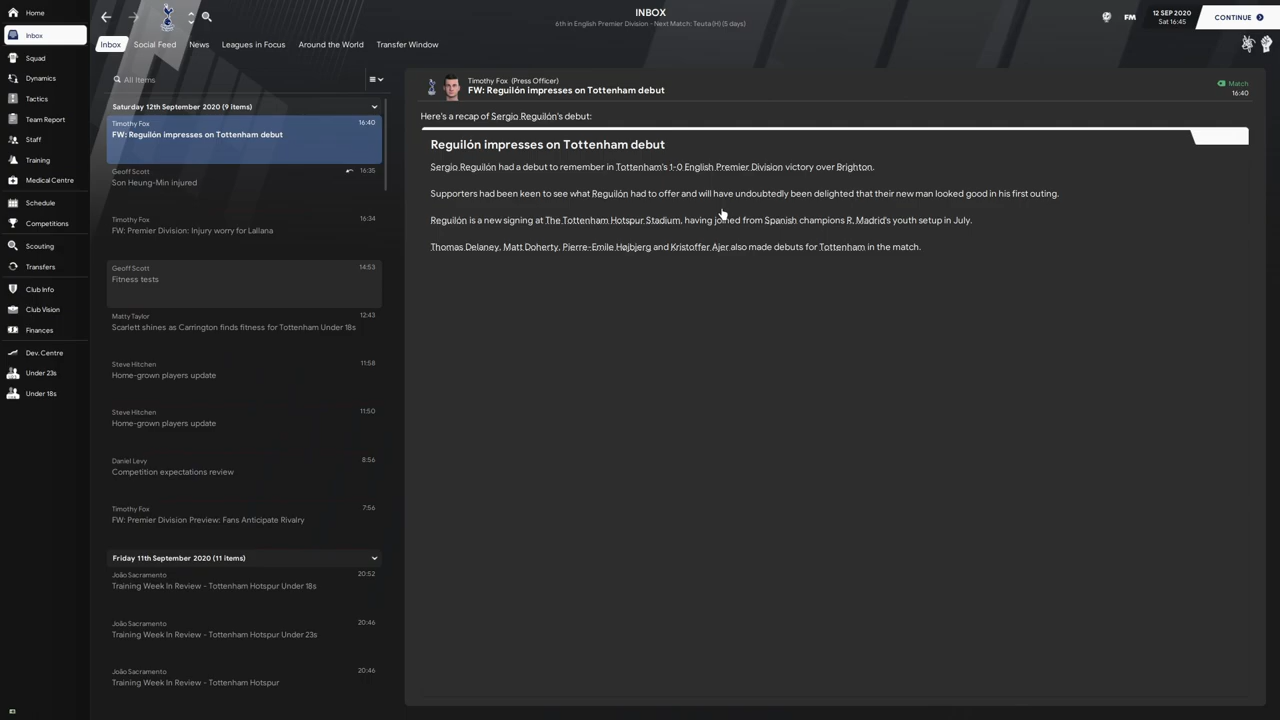 INBOX
6th in English Premier Division - Next Match: Teuta (H) (5 days)
FM
12 SEP 2020
Sat 16:45
CONTINUE
Home
Inbox
Squad
Dynamics
Tactics
Team Report
Staff
Training
Medical Centre
Schedule
Competitions
Scouting
Transfers
Club Info
Club Vision
Finances
Dev. Centre
Under 23s
Under 18s
Inbox Social Feed News Leagues in Focus Around the World Transfer Window
All Items
Saturday 12th September 2020 (9 items)
Timothy Fox 16:40
FW: Reguilón impresses on Tottenham debut
Geoff Scott 16:35
Son Heung-Min injured
Timothy Fox 16:34
FW: Premier Division: Injury worry for Lallana
Geoff Scott 14:53
Fitness tests
Matty Taylor 12:43
Scarlett shines as Carrington finds fitness for Tottenham Under 18s
Steve Hitchen 11:58
Home-grown players update
Steve Hitchen 11:50
Home-grown players update
Daniel Levy 8:56
Competition expectations review
Timothy Fox 7:56
FW: Premier Division Preview: Fans Anticipate Rivalry
Friday 11th September 2020 (11 items)
João Sacramento 20:52
Training Week In Review - Tottenham Hotspur Under 18s
João Sacramento 20:46
Training Week In Review - Tottenham Hotspur Under 23s
João Sacramento 20:46
Training Week In Review - Tottenham Hotspur
Timothy Fox (Press Officer)
FW: Reguilón impresses on Tottenham debut
Match
16:40
Here's a recap of Sergio Reguilón's debut:
Reguilón impresses on Tottenham debut
Sergio Reguilón had a debut to remember in Tottenham's 1-0 English Premier Division victory over Brighton.
Supporters had been keen to see what Reguilón had to offer and will have undoubtedly been delighted that their new man looked good in his first outing.
Reguilón is a new signing at The Tottenham Hotspur Stadium, having joined from Spanish champions R. Madrid's youth setup in July.
Thomas Delaney, Matt Doherty, Pierre-Emile Højbjerg and Kristoffer Ajer also made debuts for Tottenham in the match.